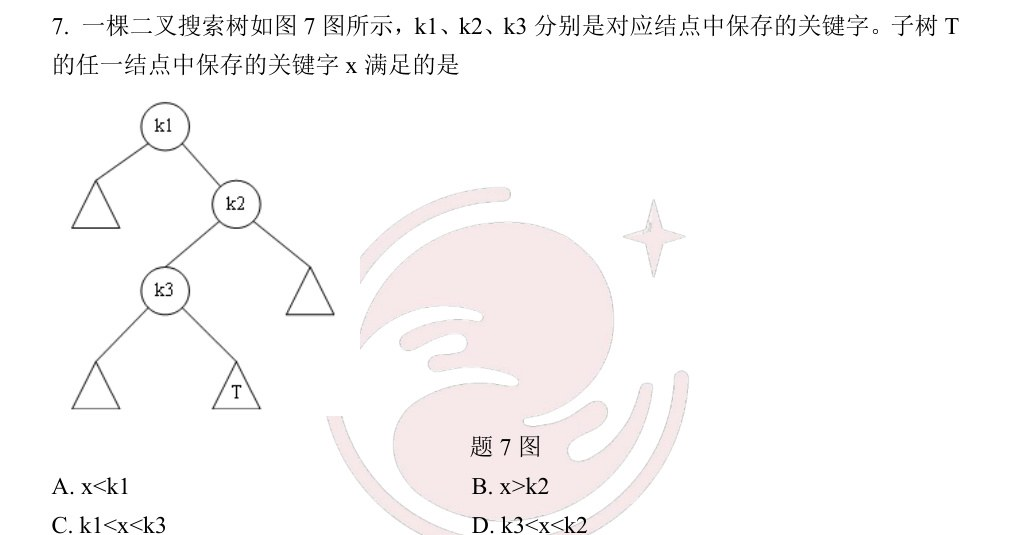 7. 一棵二叉搜索树如图 7 图所示，k1、k2、k3 分别是对应结点中保存的关键字。子树 T
的任一结点中保存的关键字 x 满足的是
k1
k2
k3
T
题 7 图
A. x<k1
B. x>k2
C. k1<x<k3
D. k3<x<k2